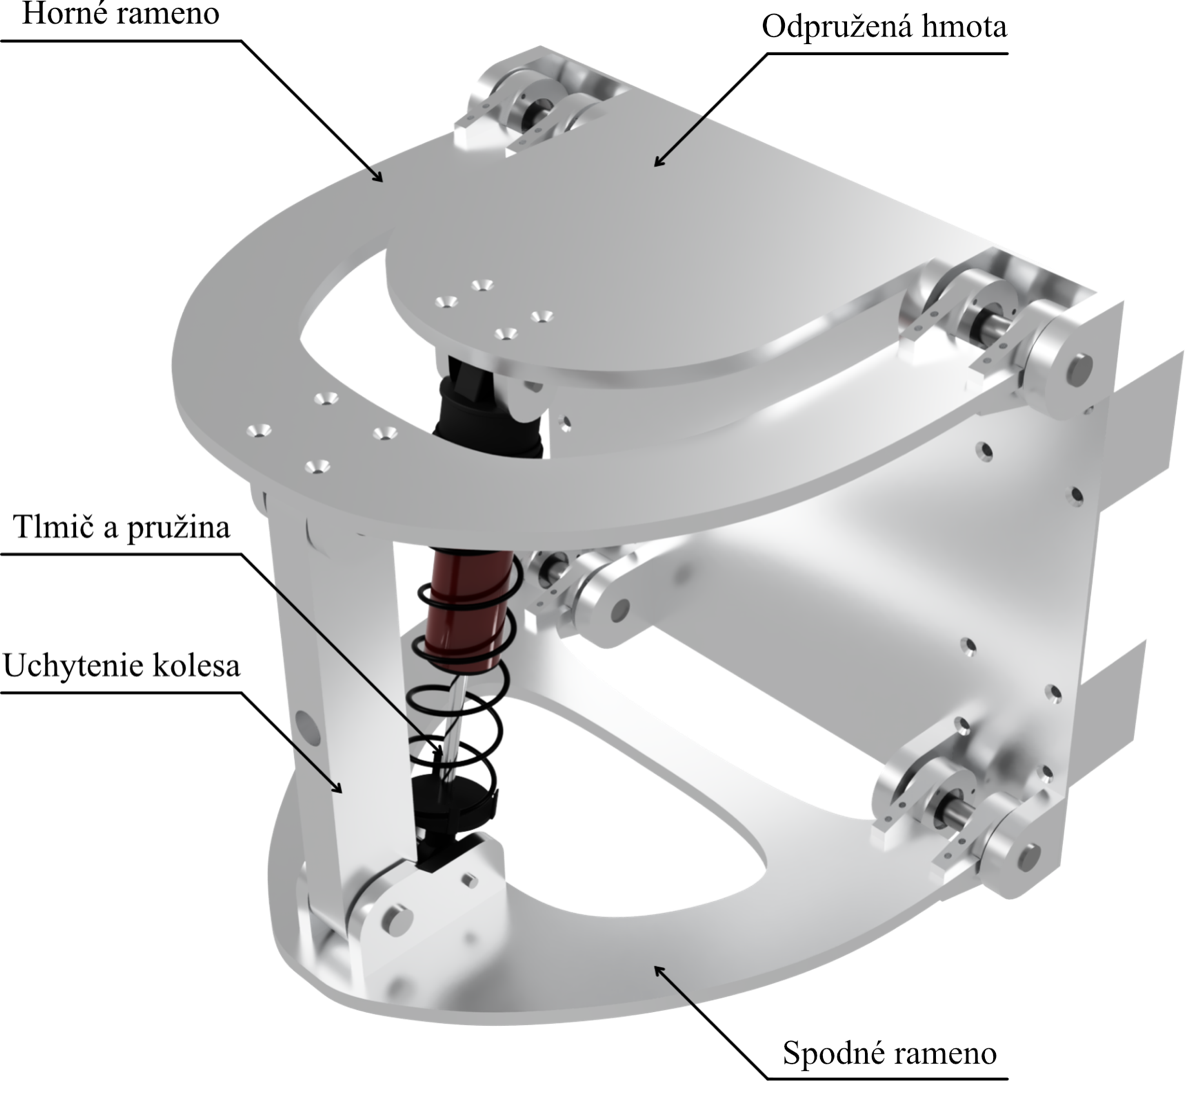 Horné rameno
Odpružená hmota
Tlmič a pružina
Uchytenie kolesa
Spodné rameno